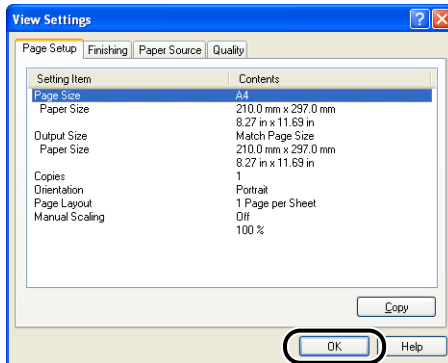 View Settings
Page Setup Finishing Paper Source Quality
Setting Item Contents
Page Size A4
Paper Size 210.0 mm x 297.0 mm
8.27 in x 11.69 in
Output Size Match Page Size
Paper Size 210.0 mm x 297.0 mm
8.27 in x 11.69 in
Copies 1
Orientation Portrait
Page Layout 1 Page per Sheet
Manual Scaling Off
100 %
Copy
OK Help